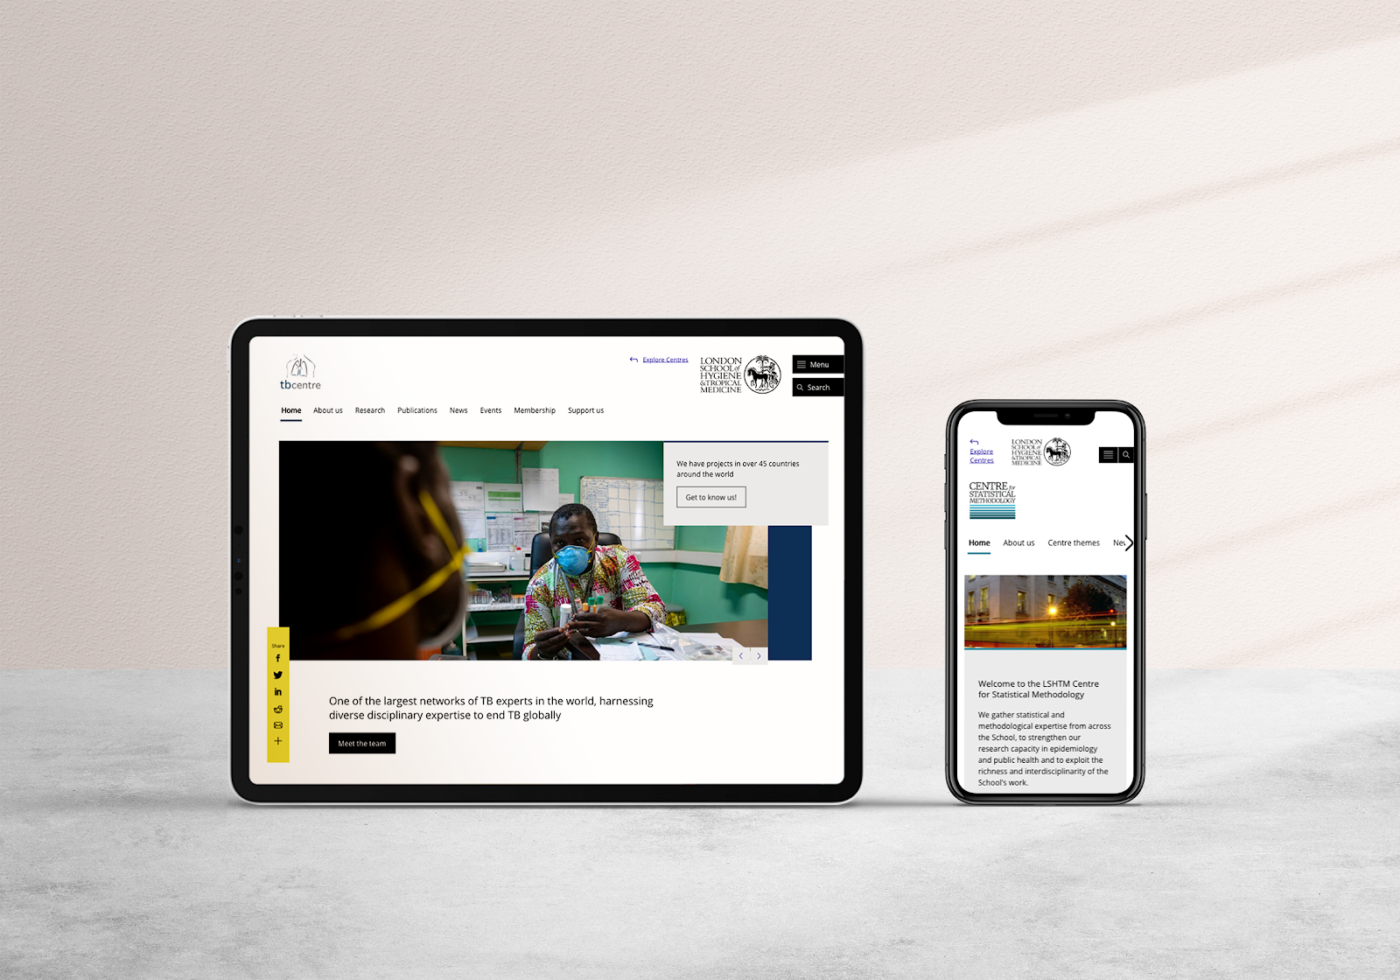 tbcentre
Explore Centres
LONDON
SCHOOL of
HYGIENE
& TROPICAL
MEDICINE
Menu
Search
Home About us Research Publications News Events Membership Support us
We have projects in over 45 countries
around the world
Get to know us!
Share
One of the largest networks of TB experts in the world, harnessing
diverse disciplinary expertise to end TB globally
Meet the team
Explore
Centres
LONDON
SCHOOL of
HYGIENE
& TROPICAL
MEDICINE
CENTRE for
STATISTICAL
METHODOLOGY
Home About us Centre themes Nev
Welcome to the LSHTM Centre
for Statistical Methodology
We gather statistical and
methodological expertise from across
the School, to strengthen our
research capacity in epidemiology
and public health and to exploit the
richness and interdisciplinarity of the
School's work.